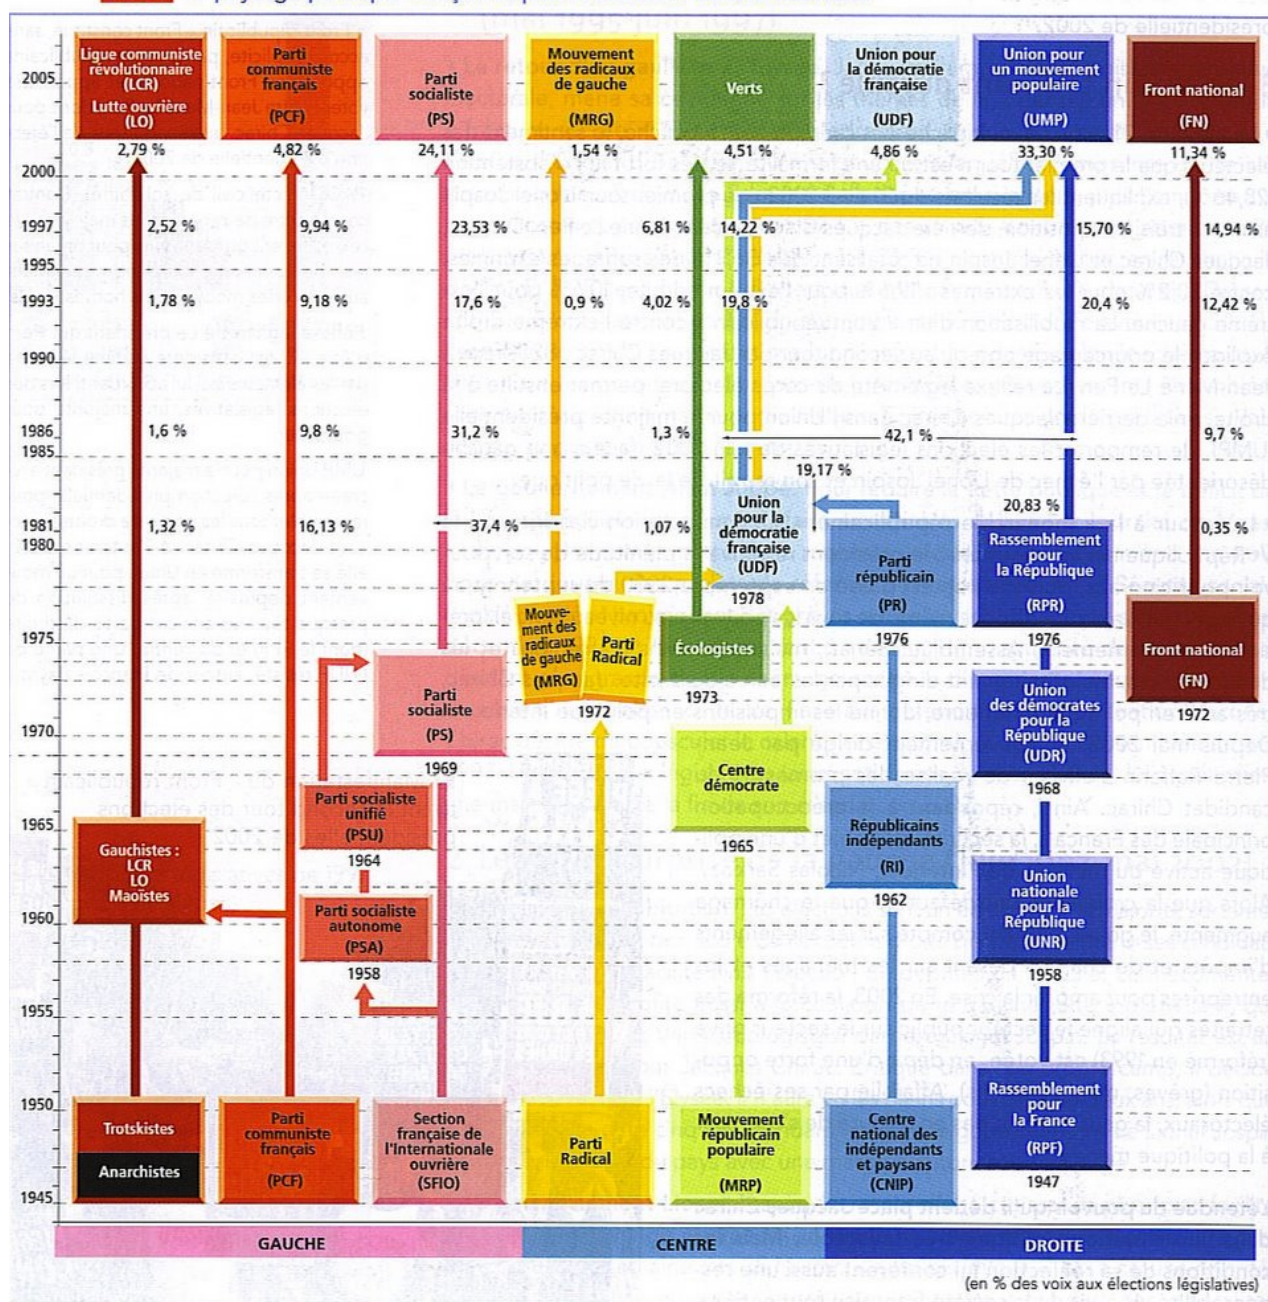 Ligue communiste
révolutionnaire
(LCR)
Lutte ouvrière
(LO)
Parti
communiste
français
(PCF)
Parti
socialiste
(PS)
Mouvement
des radicaux
de gauche
(MRG)
Verts
Union pour
la démocratie
française
(UDF)
Union pour
un mouvement
populaire
(UMP)
Front national
(FN)
2005
2,79 %
4,82 %
24,11 %
1,54 %
4,51 %
4,86 %
33,30 %
11,34 %
2000
1997
2,52 %
9,94 %
23,53 %
6,81 %
14,22 %
15,70 %
14,94 %
1995
1993
1,78 %
9,18 %
17,6 %
0,9 %
4,02 %
19,8 %
20,4 %
12,42 %
1990
1986
1,6 %
9,8 %
31,2 %
1,3 %
42,1 %
9,7 %
1985
19,17 %
1981
1,32 %
16,13 %
37,4 %
1,07 %
20,83 %
0,35 %
1980
Union
pour la
démocratie
française
(UDF)
1978
Parti
républicain
(PR)
1976
Rassemblement
pour
la République
(RPR)
1976
1975
Mouve-
ment des
radicaux
de gauche
(MRG)
Parti
Radical
1972
Écologistes
1973
Front national
(FN)
1972
Parti
socialiste
(PS)
1969
Union
des démocrates
pour la
République
(UDR)
1968
1970
Centre
démocrate
1965
Parti socialiste
unifié
(PSU)
1964
Républicains
indépendants
(RI)
1962
1965
Gauchistes :
LCR
LO
Maoïstes
Parti socialiste
autonome
(PSA)
1958
Union
nationale
pour la
République
(UNR)
1958
1960
1955
1950
Trotskistes
Anarchistes
Parti
communiste
français
(PCF)
Section
française de
l'Internationale
ouvrière
(SFIO)
Parti
Radical
Mouvement
républicain
populaire
(MRP)
Centre
national des
indépendants
et paysans
(CNIP)
Rassemblement
pour
la France
(RPF)
1947
1945
GAUCHE
CENTRE
DROITE
(en % des voix aux élections législatives)